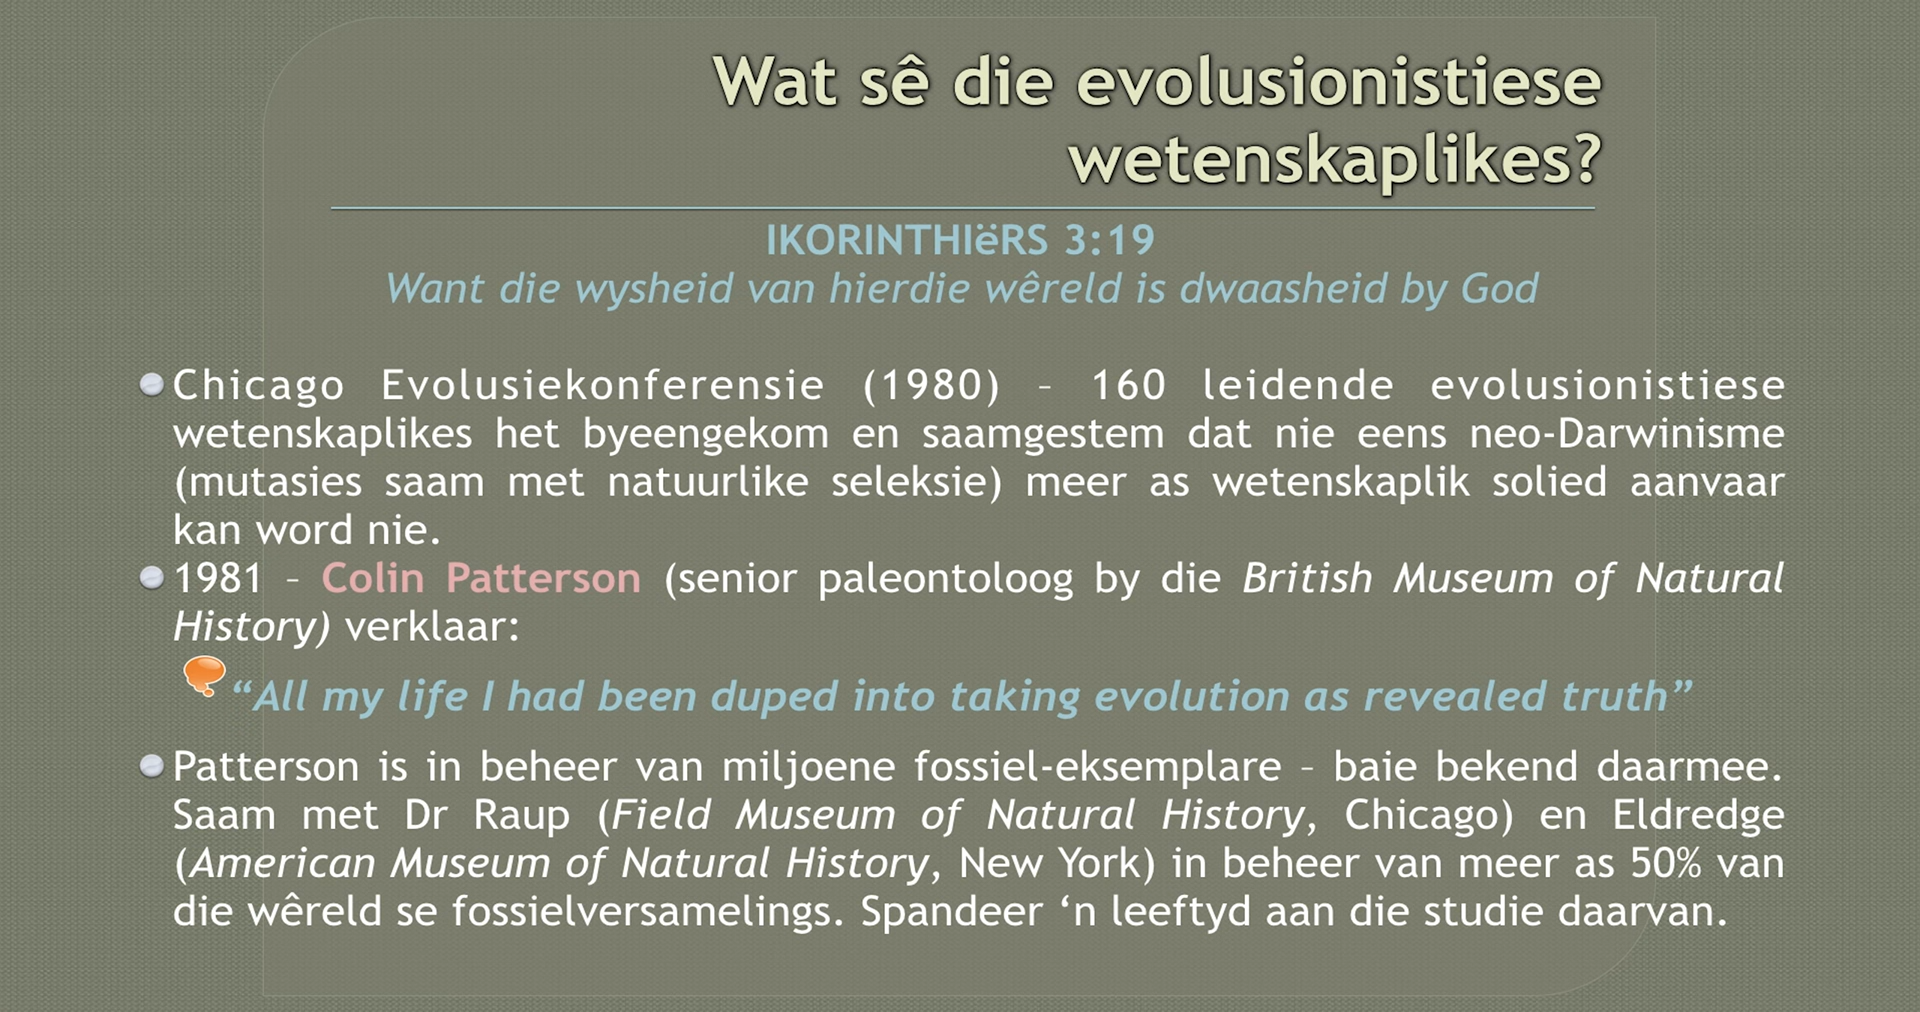 Wat sê die evolusionistiese
wetenskaplikes?
IKORINTHIëRS 3:19
Want die wysheid van hierdie wêreld is dwaasheid by God
Chicago Evolusiekonferensie (1980) – 160 leidende evolusionistiese
wetenskaplikes het byeengekom en saamgestem dat nie eens neo-Darwinisme
(mutasies saam met natuurlike seleksie) meer as wetenskaplik solied aanvaar
kan word nie.
1981 – Colin Patterson (senior paleontoloog by die British Museum of Natural
History) verklaar:
“All my life I had been duped into taking evolution as revealed truth”
Patterson is in beheer van miljoene fossiel-eksemplare – baie bekend daarmee.
Saam met Dr Raup (Field Museum of Natural History, Chicago) en Eldredge
(American Museum of Natural History, New York) in beheer van meer as 50% van
die wêreld se fossielversamelings. Spandeer ‘n leeftyd aan die studie daarvan.